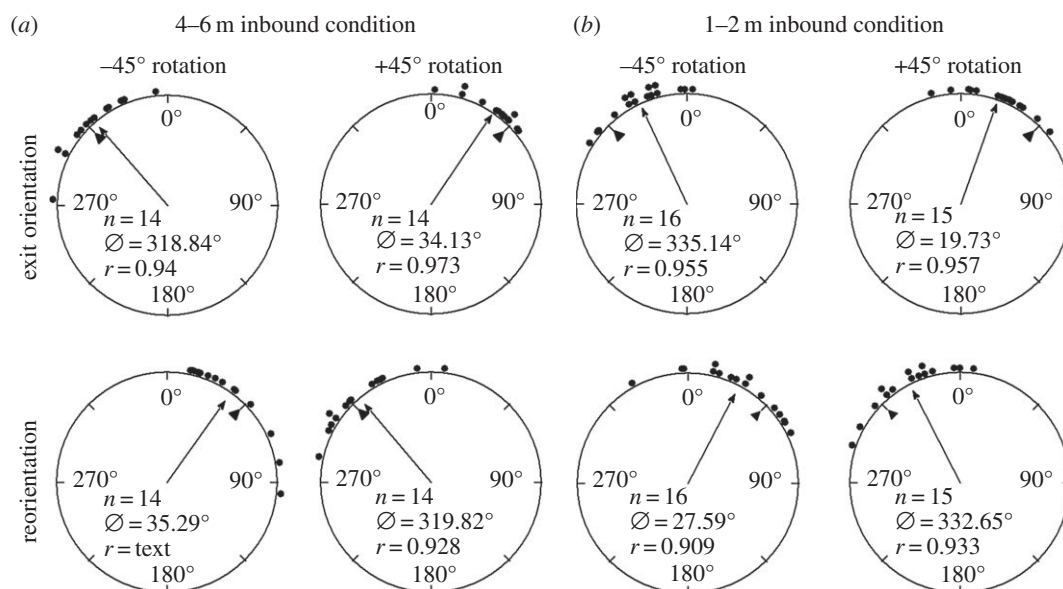 (a) 4–6 m inbound condition (b) 1–2 m inbound condition
–45° rotation +45° rotation –45° rotation +45° rotation
exit orientation
0°
270° 90°
n = 14
∅ = 318.84°
r = 0.94
180°
0°
270° 90°
n = 14
∅ = 34.13°
r = 0.973
180°
0°
270° 90°
n = 16
∅ = 335.14°
r = 0.955
180°
0°
270° 90°
n = 15
∅ = 19.73°
r = 0.957
180°
reorientation
0°
270° 90°
n = 14
∅ = 35.29°
r = text
180°
0°
270° 90°
n = 14
∅ = 319.82°
r = 0.928
180°
0°
270° 90°
n = 16
∅ = 27.59°
r = 0.909
180°
0°
270° 90°
n = 15
∅ = 332.65°
r = 0.933
180°